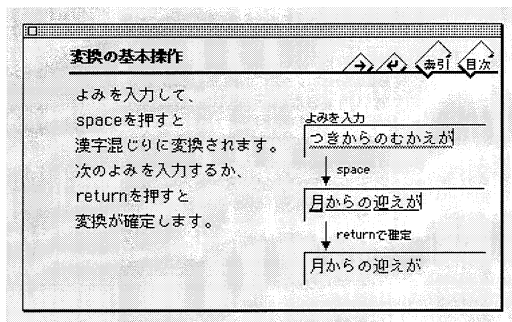 変換の基本操作
索引
目次
よみを入力して、
spaceを押すと
漢字混じりに変換されます。
次のよみを入力するか、
returnを押すと
変換が確定します。
よみを入力
つきからのむかえが
space
月からの迎えが
returnで確定
月からの迎えが